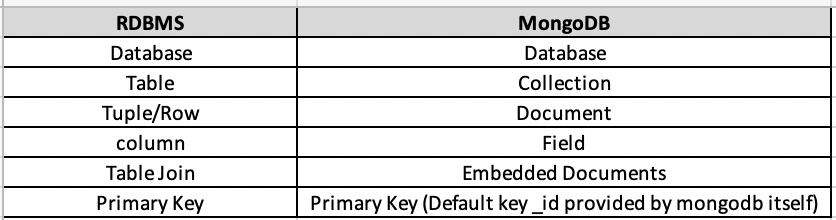 RDBMS MongoDB
Database Database
Table Collection
Tuple/Row Document
column Field
Table Join Embedded Documents
Primary Key Primary Key (Default key _id provided by mongodb itself)